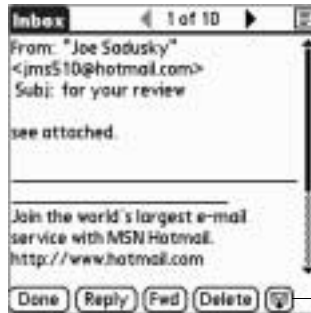 Inbox 1 of 10
From: "Joe Sadusky"
<jms510@hotmail.com>
Subj: for your review
see attached.
Join the world's largest e-mail
service with MSN Hotmail.
http://www.hotmail.com
Done Reply Fwd Delete